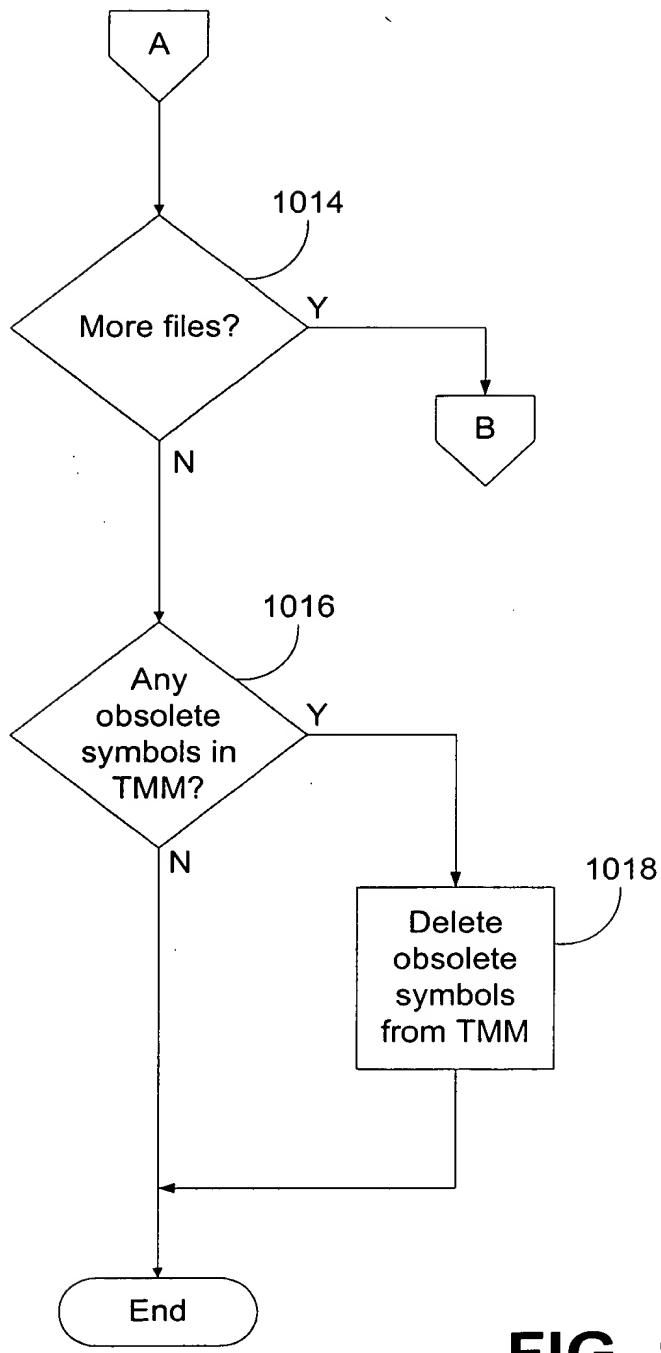 A
1014
More files?
Y
B
N
1016
Any
obsolete
symbols in
TMM?
Y
N
1018
Delete
obsolete
symbols
from TMM
End
FIG.